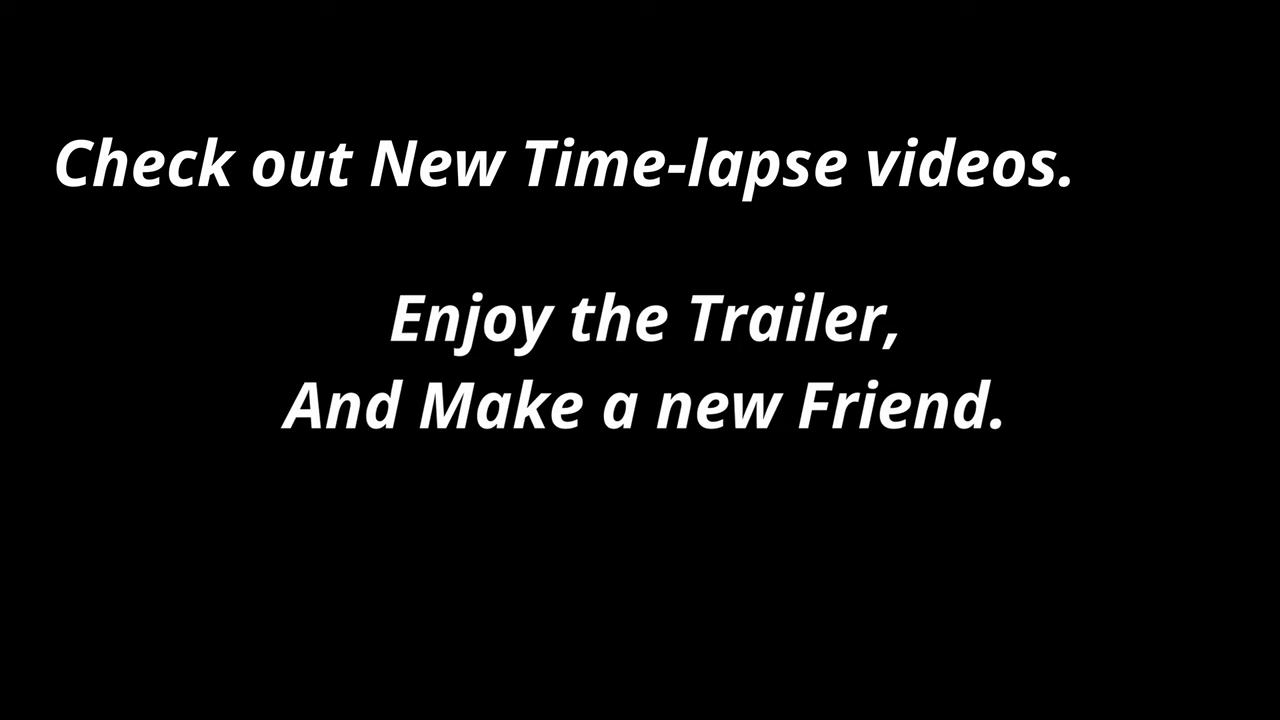 Check out New Time-lapse videos.
Enjoy the Trailer,
And Make a new Friend.